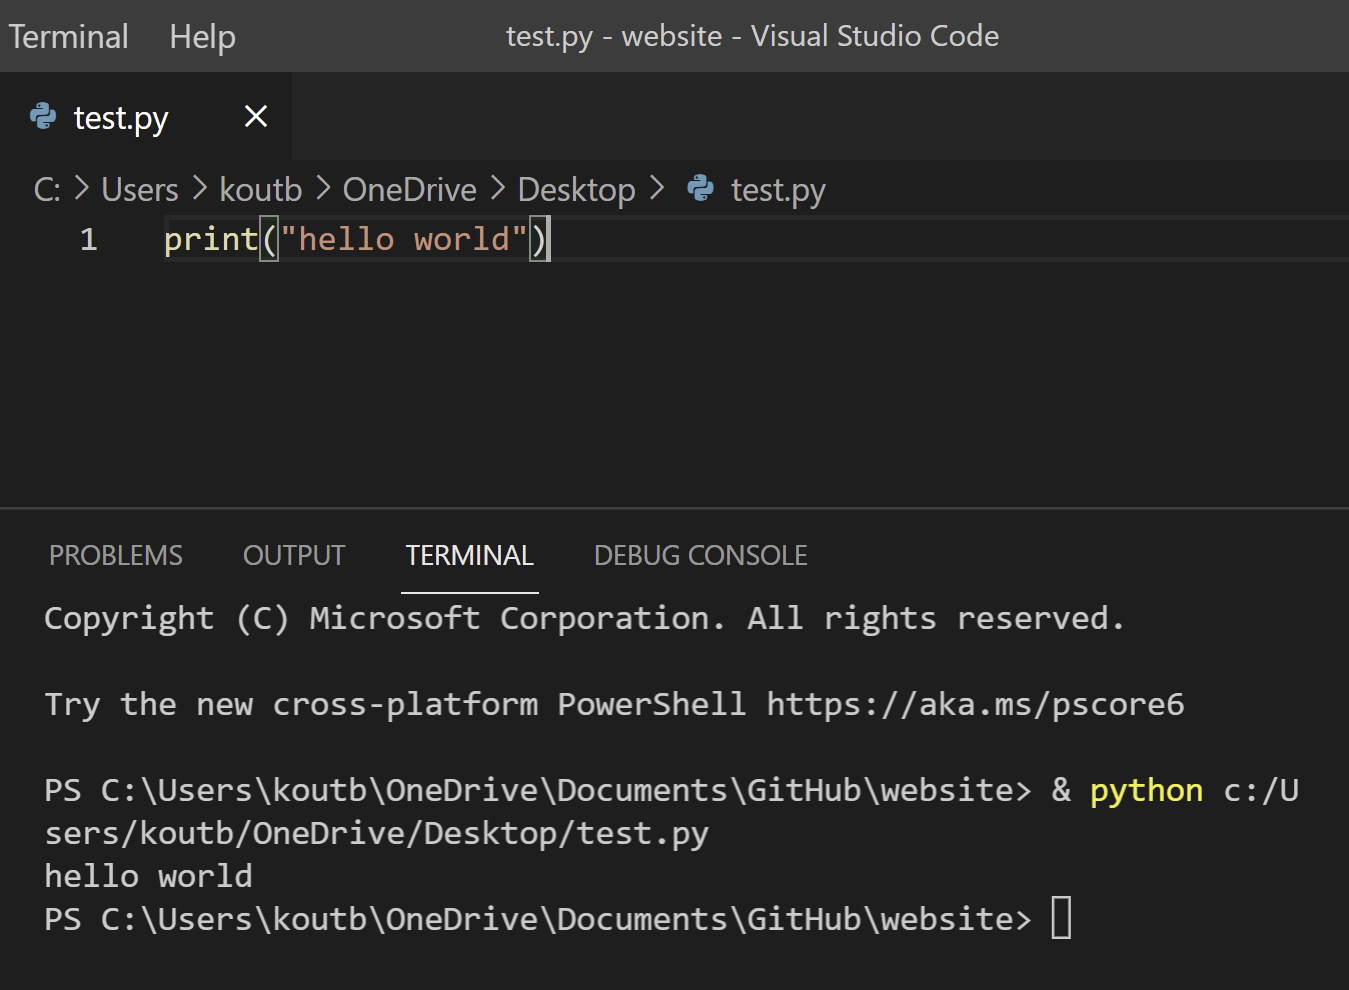 Terminal Help test.py - website - Visual Studio Code
test.py
C: > Users > koutb > OneDrive > Desktop > test.py
1 print("hello world")
PROBLEMS OUTPUT TERMINAL DEBUG CONSOLE
Copyright (C) Microsoft Corporation. All rights reserved.
Try the new cross-platform PowerShell https://aka.ms/pscore6
PS C:\Users\koutb\OneDrive\Documents\GitHub\website> & python c:/U
sers/koutb/OneDrive/Desktop/test.py
hello world
PS C:\Users\koutb\OneDrive\Documents\GitHub\website>